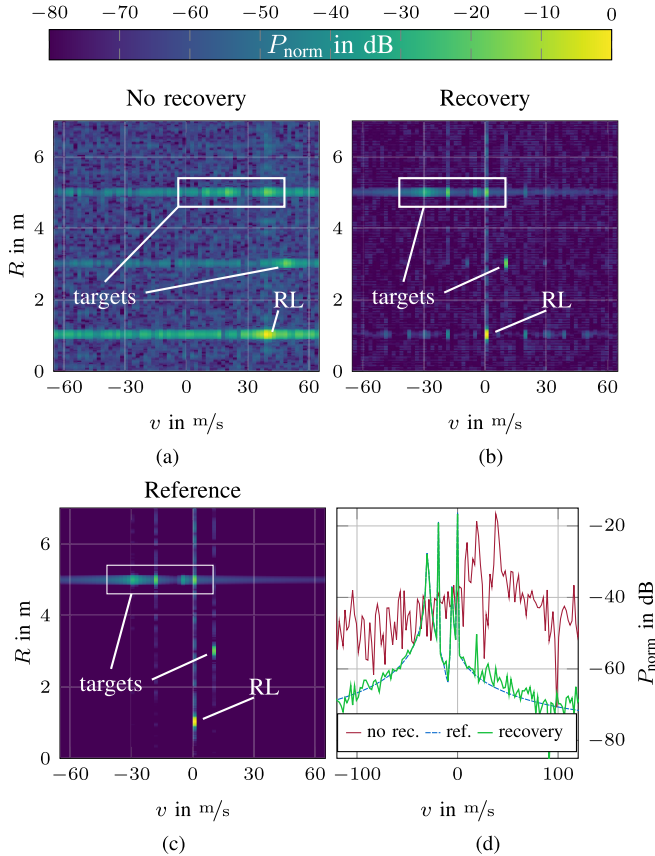 −80 −70 −60 −50 −40 −30 −20 −10 0
P_norm in dB
No recovery
Recovery
6
4
2
0
R in m
targets
RL
−60 −30 0 30 60
v in m/s
(a)
targets
RL
6
4
2
0
−60 −30 0 30 60
v in m/s
(b)
Reference
6
4
2
0
R in m
targets
RL
−60 −30 0 30 60
v in m/s
(c)
−20
−40
−60
−80
P_norm in dB
no rec. ref. recovery
−100 0 100
v in m/s
(d)